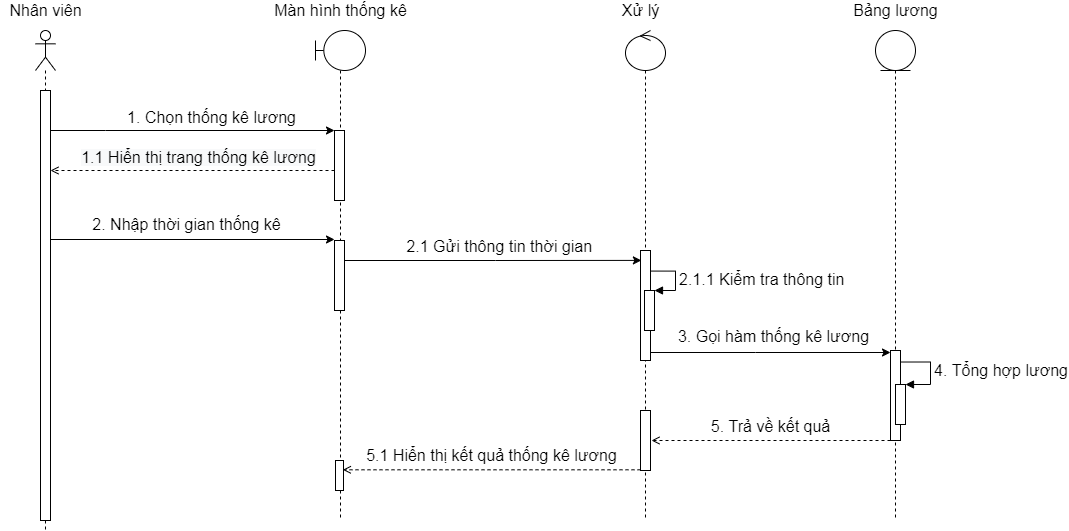 Nhân viên
Màn hình thống kê
Xử lý
Bảng lương
1. Chọn thống kê lương
1.1 Hiển thị trang thống kê lương
2. Nhập thời gian thống kê
2.1 Gửi thông tin thời gian
2.1.1 Kiểm tra thông tin
3. Gọi hàm thống kê lương
4. Tổng hợp lương
5. Trả về kết quả
5.1 Hiển thị kết quả thống kê lương